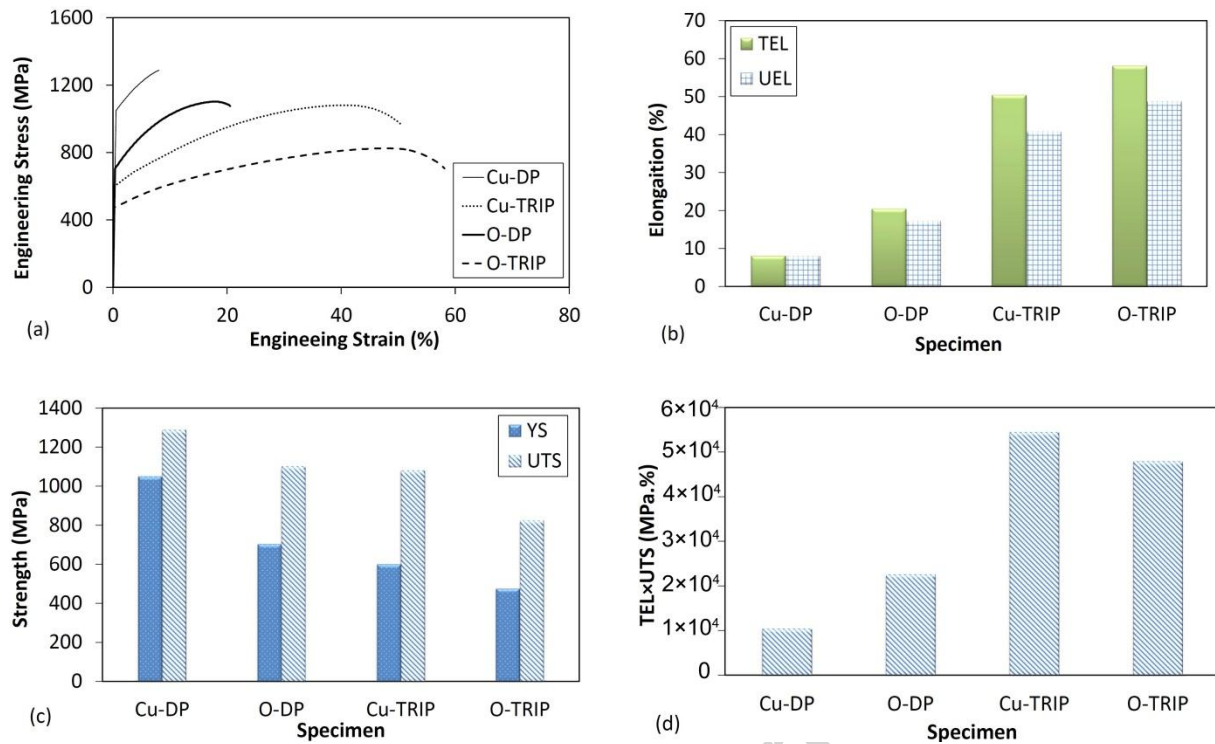 1600
1200
800
400
0
Engineering Stress (MPa)
Cu-DP
Cu-TRIP
O-DP
O-TRIP
0 20 40 60 80
Engineeing Strain (%)
(a)
70
60
50
40
30
20
10
0
Elongaition (%)
TEL
UEL
Cu-DP O-DP Cu-TRIP O-TRIP
Specimen
(b)
1400
1200
1000
800
600
400
200
0
Strength (MPa)
YS
UTS
Cu-DP O-DP Cu-TRIP O-TRIP
Specimen
(c)
6×10⁴
5×10⁴
4×10⁴
3×10⁴
2×10⁴
1×10⁴
0
TEL×UTS (MPa.%)
Cu-DP O-DP Cu-TRIP O-TRIP
Specimen
(d)